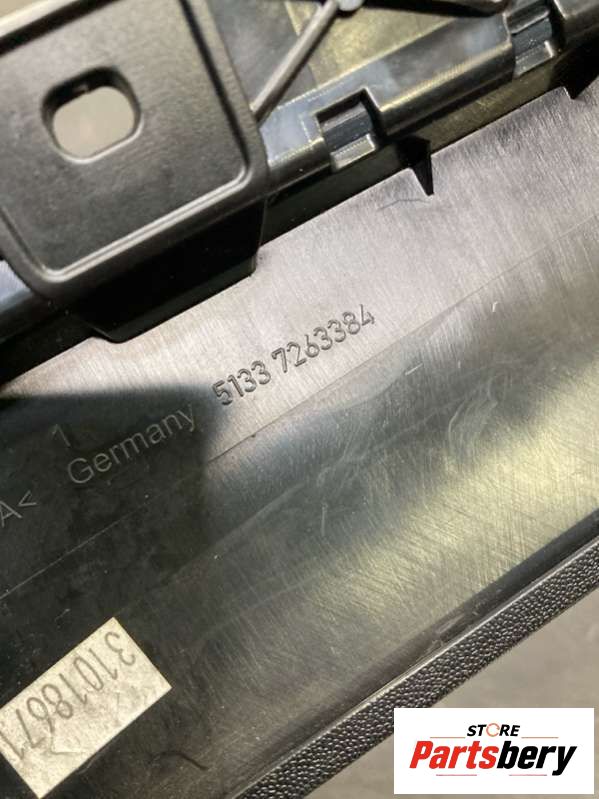 5133 7263384
1
Germany
A<
3101867
STORE
Partsbery